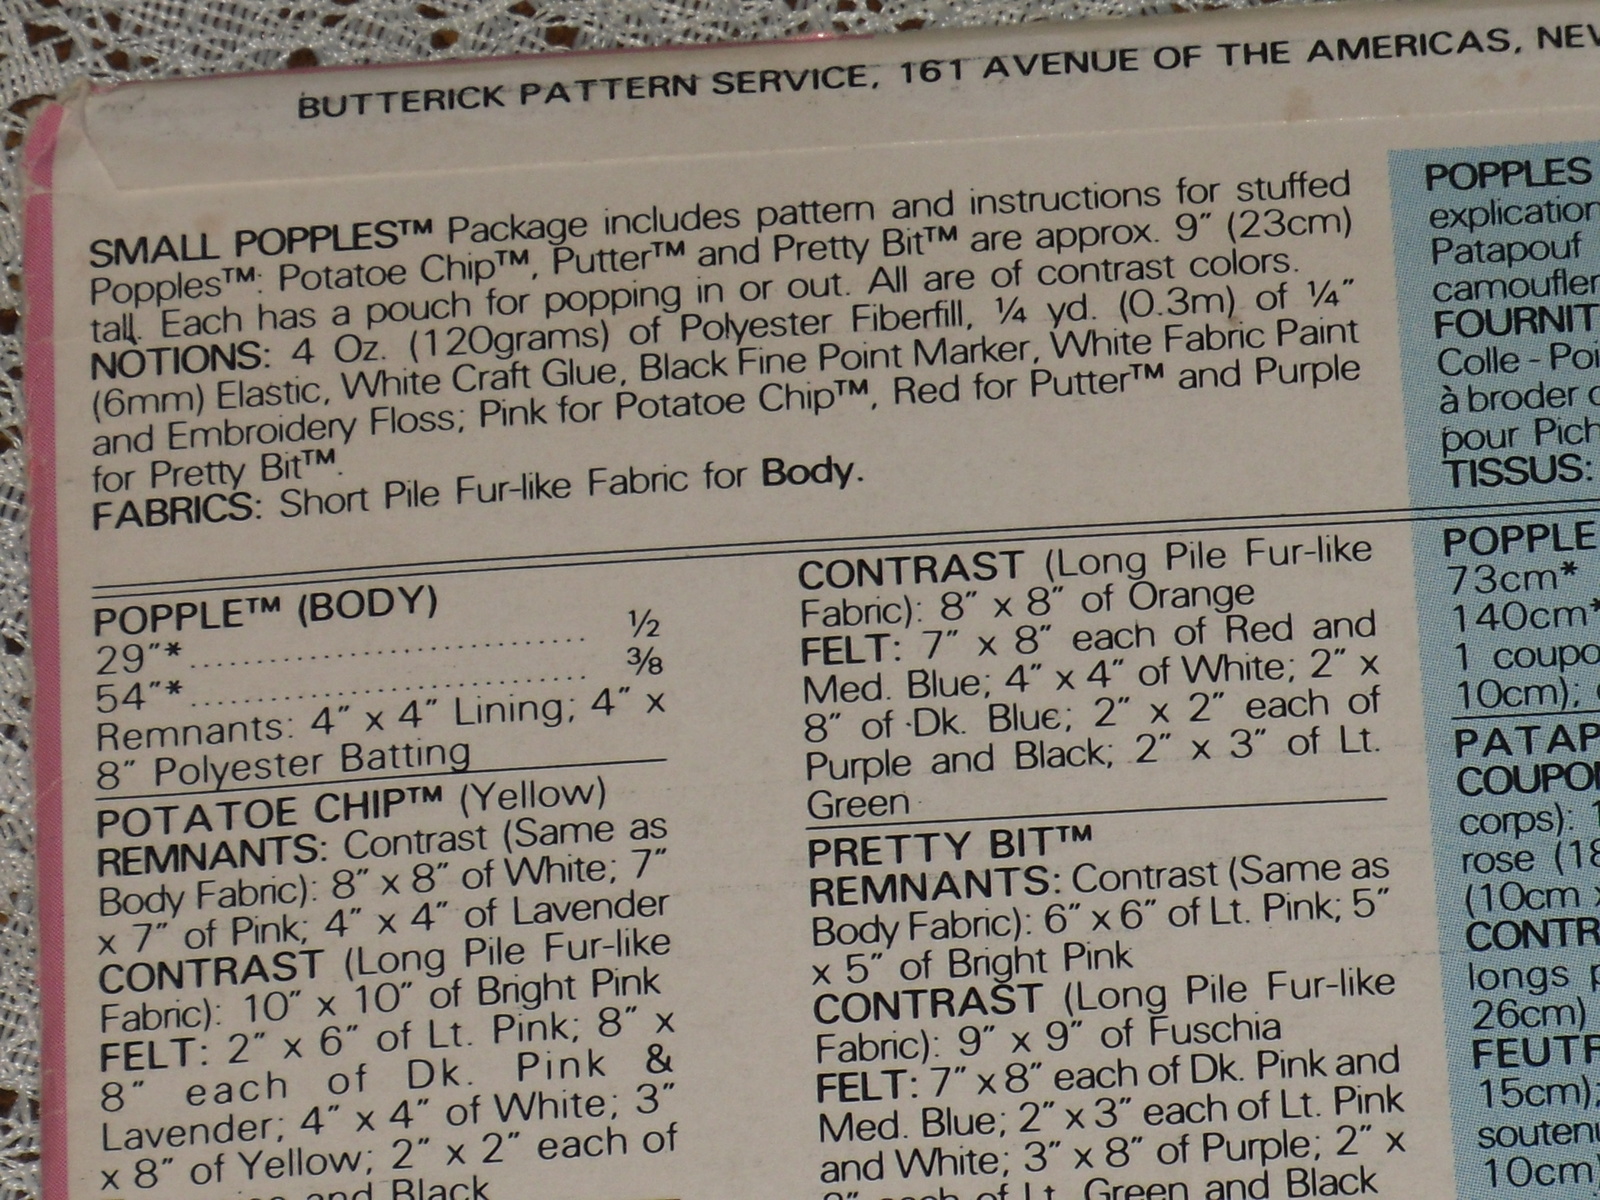 BUTTERICK PATTERN SERVICE, 161 AVENUE OF THE AMERICAS,
SMALL POPPLES™ Package includes pattern and instructions for stuffed
Popples™: Potatoe Chip™, Putter™ and Pretty Bit™ are approx. 9" (23cm)
tall. Each has a pouch for popping in or out. All are of contrast colors.
NOTIONS: 4 Oz. (120grams) of Polyester Fiberfill, ¼ yd. (0.3m) of ¼"
(6mm) Elastic, White Craft Glue, Black Fine Point Marker, White Fabric Paint
and Embroidery Floss; Pink for Potatoe Chip™, Red for Putter™ and Purple
for Pretty Bit™.
FABRICS: Short Pile Fur-like Fabric for Body.
POPPLE™ (BODY)
29"* ½
54"* ⅜
Remnants: 4" x 4" Lining; 4" x
8" Polyester Batting
POTATOE CHIP™ (Yellow)
REMNANTS: Contrast (Same as
Body Fabric): 8" x 8" of White; 7"
x 7" of Pink; 4" x 4" of Lavender
CONTRAST (Long Pile Fur-like
Fabric): 10" x 10" of Bright Pink
FELT: 2" x 6" of Lt. Pink; 8" x
8" each of Dk. Pink &
Lavender; 4" x 4" of White; 3"
x 8" of Yellow; 2" x 2" each of
and Black
CONTRAST (Long Pile Fur-like
Fabric): 8" x 8" of Orange
FELT: 7" x 8" each of Red and
Med. Blue; 4" x 4" of White; 2" x
8" of Dk. Blue; 2" x 2" each of
Purple and Black; 2" x 3" of Lt.
Green
PRETTY BIT™
REMNANTS: Contrast (Same as
Body Fabric): 6" x 6" of Lt. Pink; 5"
x 5" of Bright Pink
CONTRAST (Long Pile Fur-like
Fabric): 9" x 9" of Fuschia
FELT: 7" x 8" each of Dk. Pink and
Med. Blue; 2" x 3" each of Lt. Pink
and White; 3" x 8" of Purple; 2" x
each of Lt. Green and Black
POPPLES
explication
Patapouf
camoufler
FOURNIT
Colle - Poi
à broder
pour Pich
TISSUS:
POPPLE
73cm*
140cm*
1 coupo
10cm);
PATAP
COUPON
corps):
rose (18
(10cm x
CONTR
longs p
26cm)
FEUTR
15cm);
soutenu
10cm)